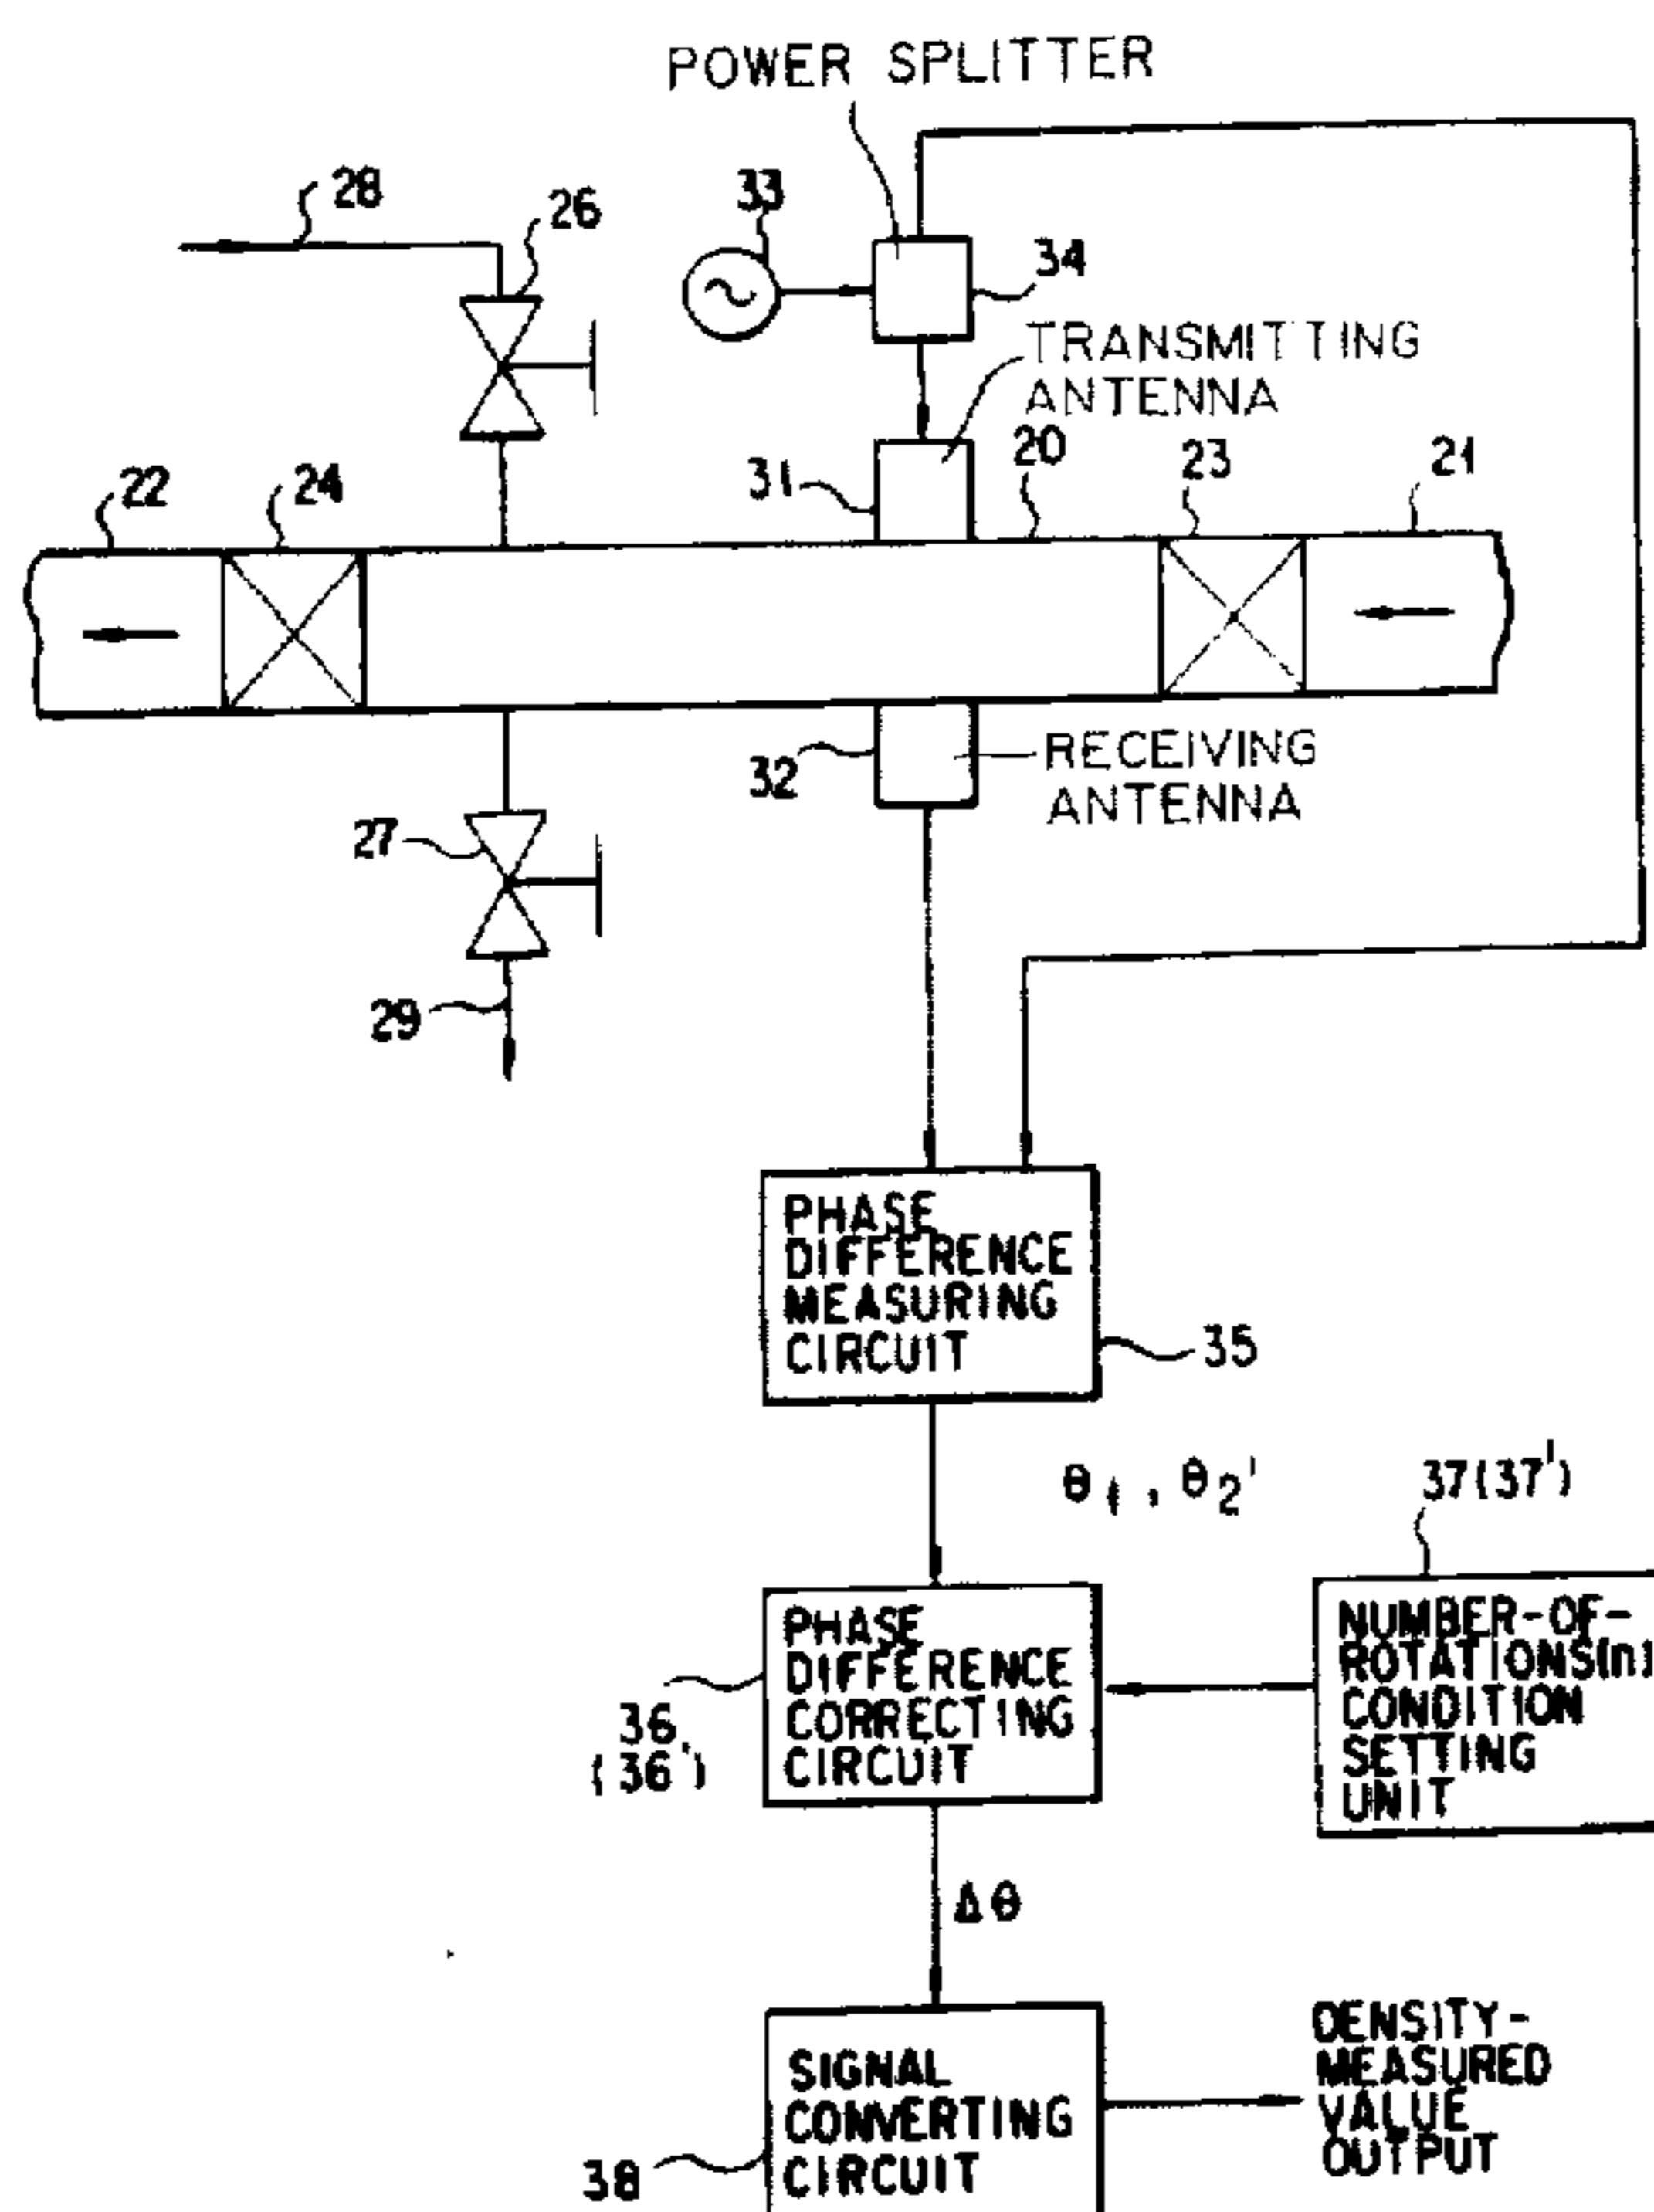 POWER SPLITTER
28
26
33
34
TRANSMITTING
ANTENNA
22
24
31
20
23
21
32
RECEIVING
ANTENNA
27
29
PHASE
DIFFERENCE
MEASURING
CIRCUIT
35
θ1 , θ2'
37(37')
PHASE
DIFFERENCE
CORRECTING
CIRCUIT
36
(36')
NUMBER-OF-
ROTATIONS(n)
CONDITION
SETTING
UNIT
Δθ
SIGNAL
CONVERTING
CIRCUIT
38
DENSITY-
MEASURED
VALUE
OUTPUT